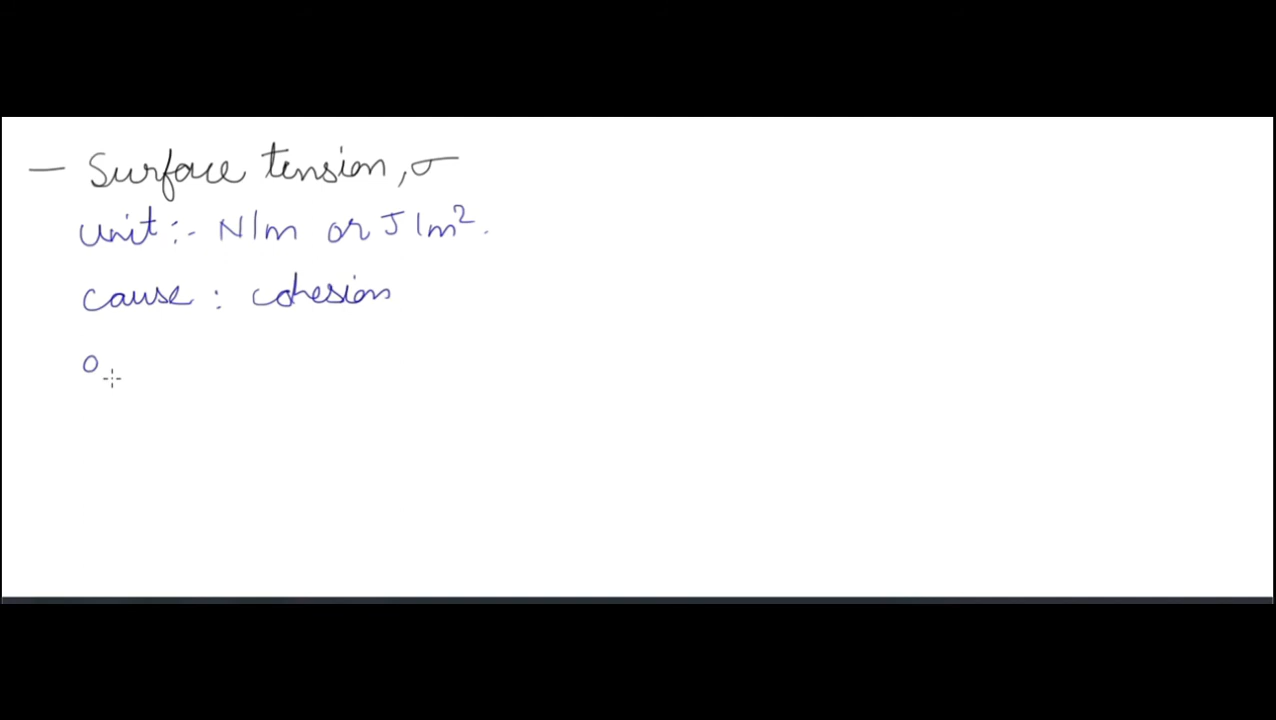 — Surface tension, σ
unit :- N/m or J/m².
cause : cohesion
o